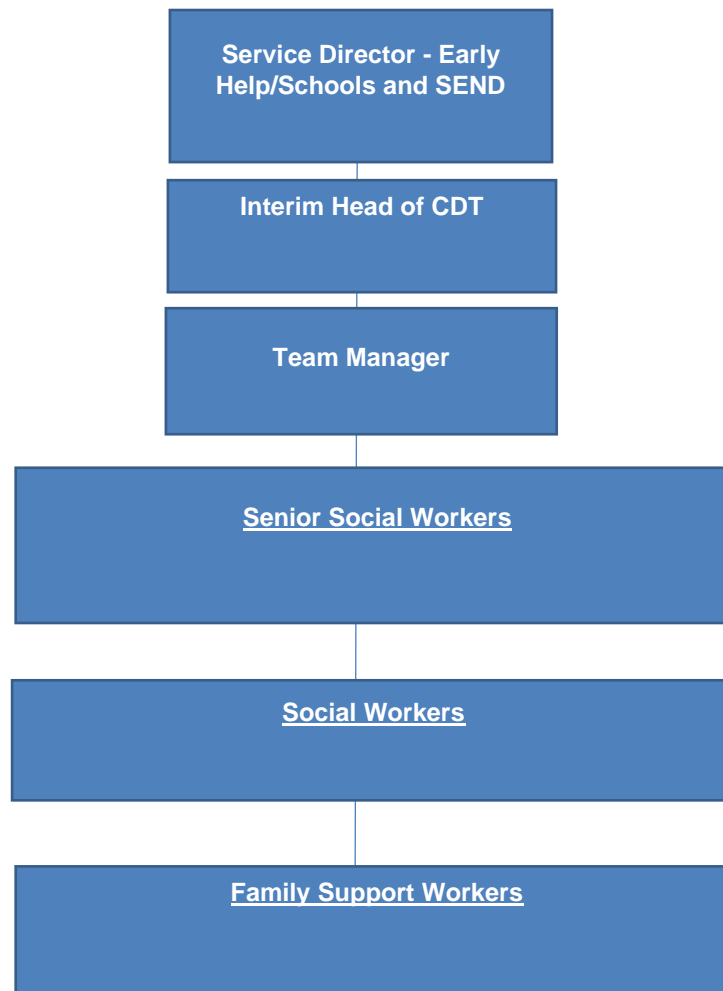 Service Director - Early
Help/Schools and SEND
Interim Head of CDT
Team Manager
Senior Social Workers
Social Workers
Family Support Workers